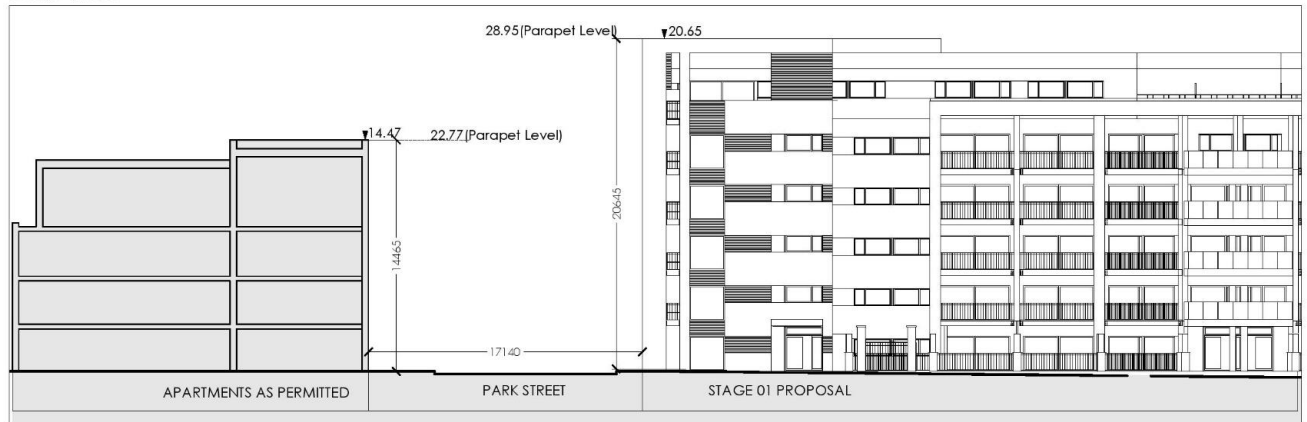 28.95(Parapet Level)
20.65
14.47
22.77(Parapet Level)
20645
14465
17140
APARTMENTS AS PERMITTED
PARK STREET
STAGE 01 PROPOSAL